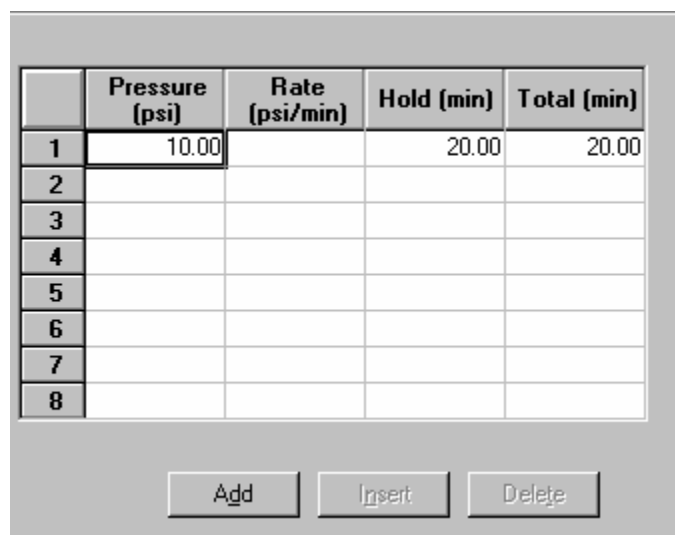 Pressure (psi) Rate (psi/min) Hold (min) Total (min)
1 10.00 20.00 20.00
2
3
4
5
6
7
8
Add Insert Delete